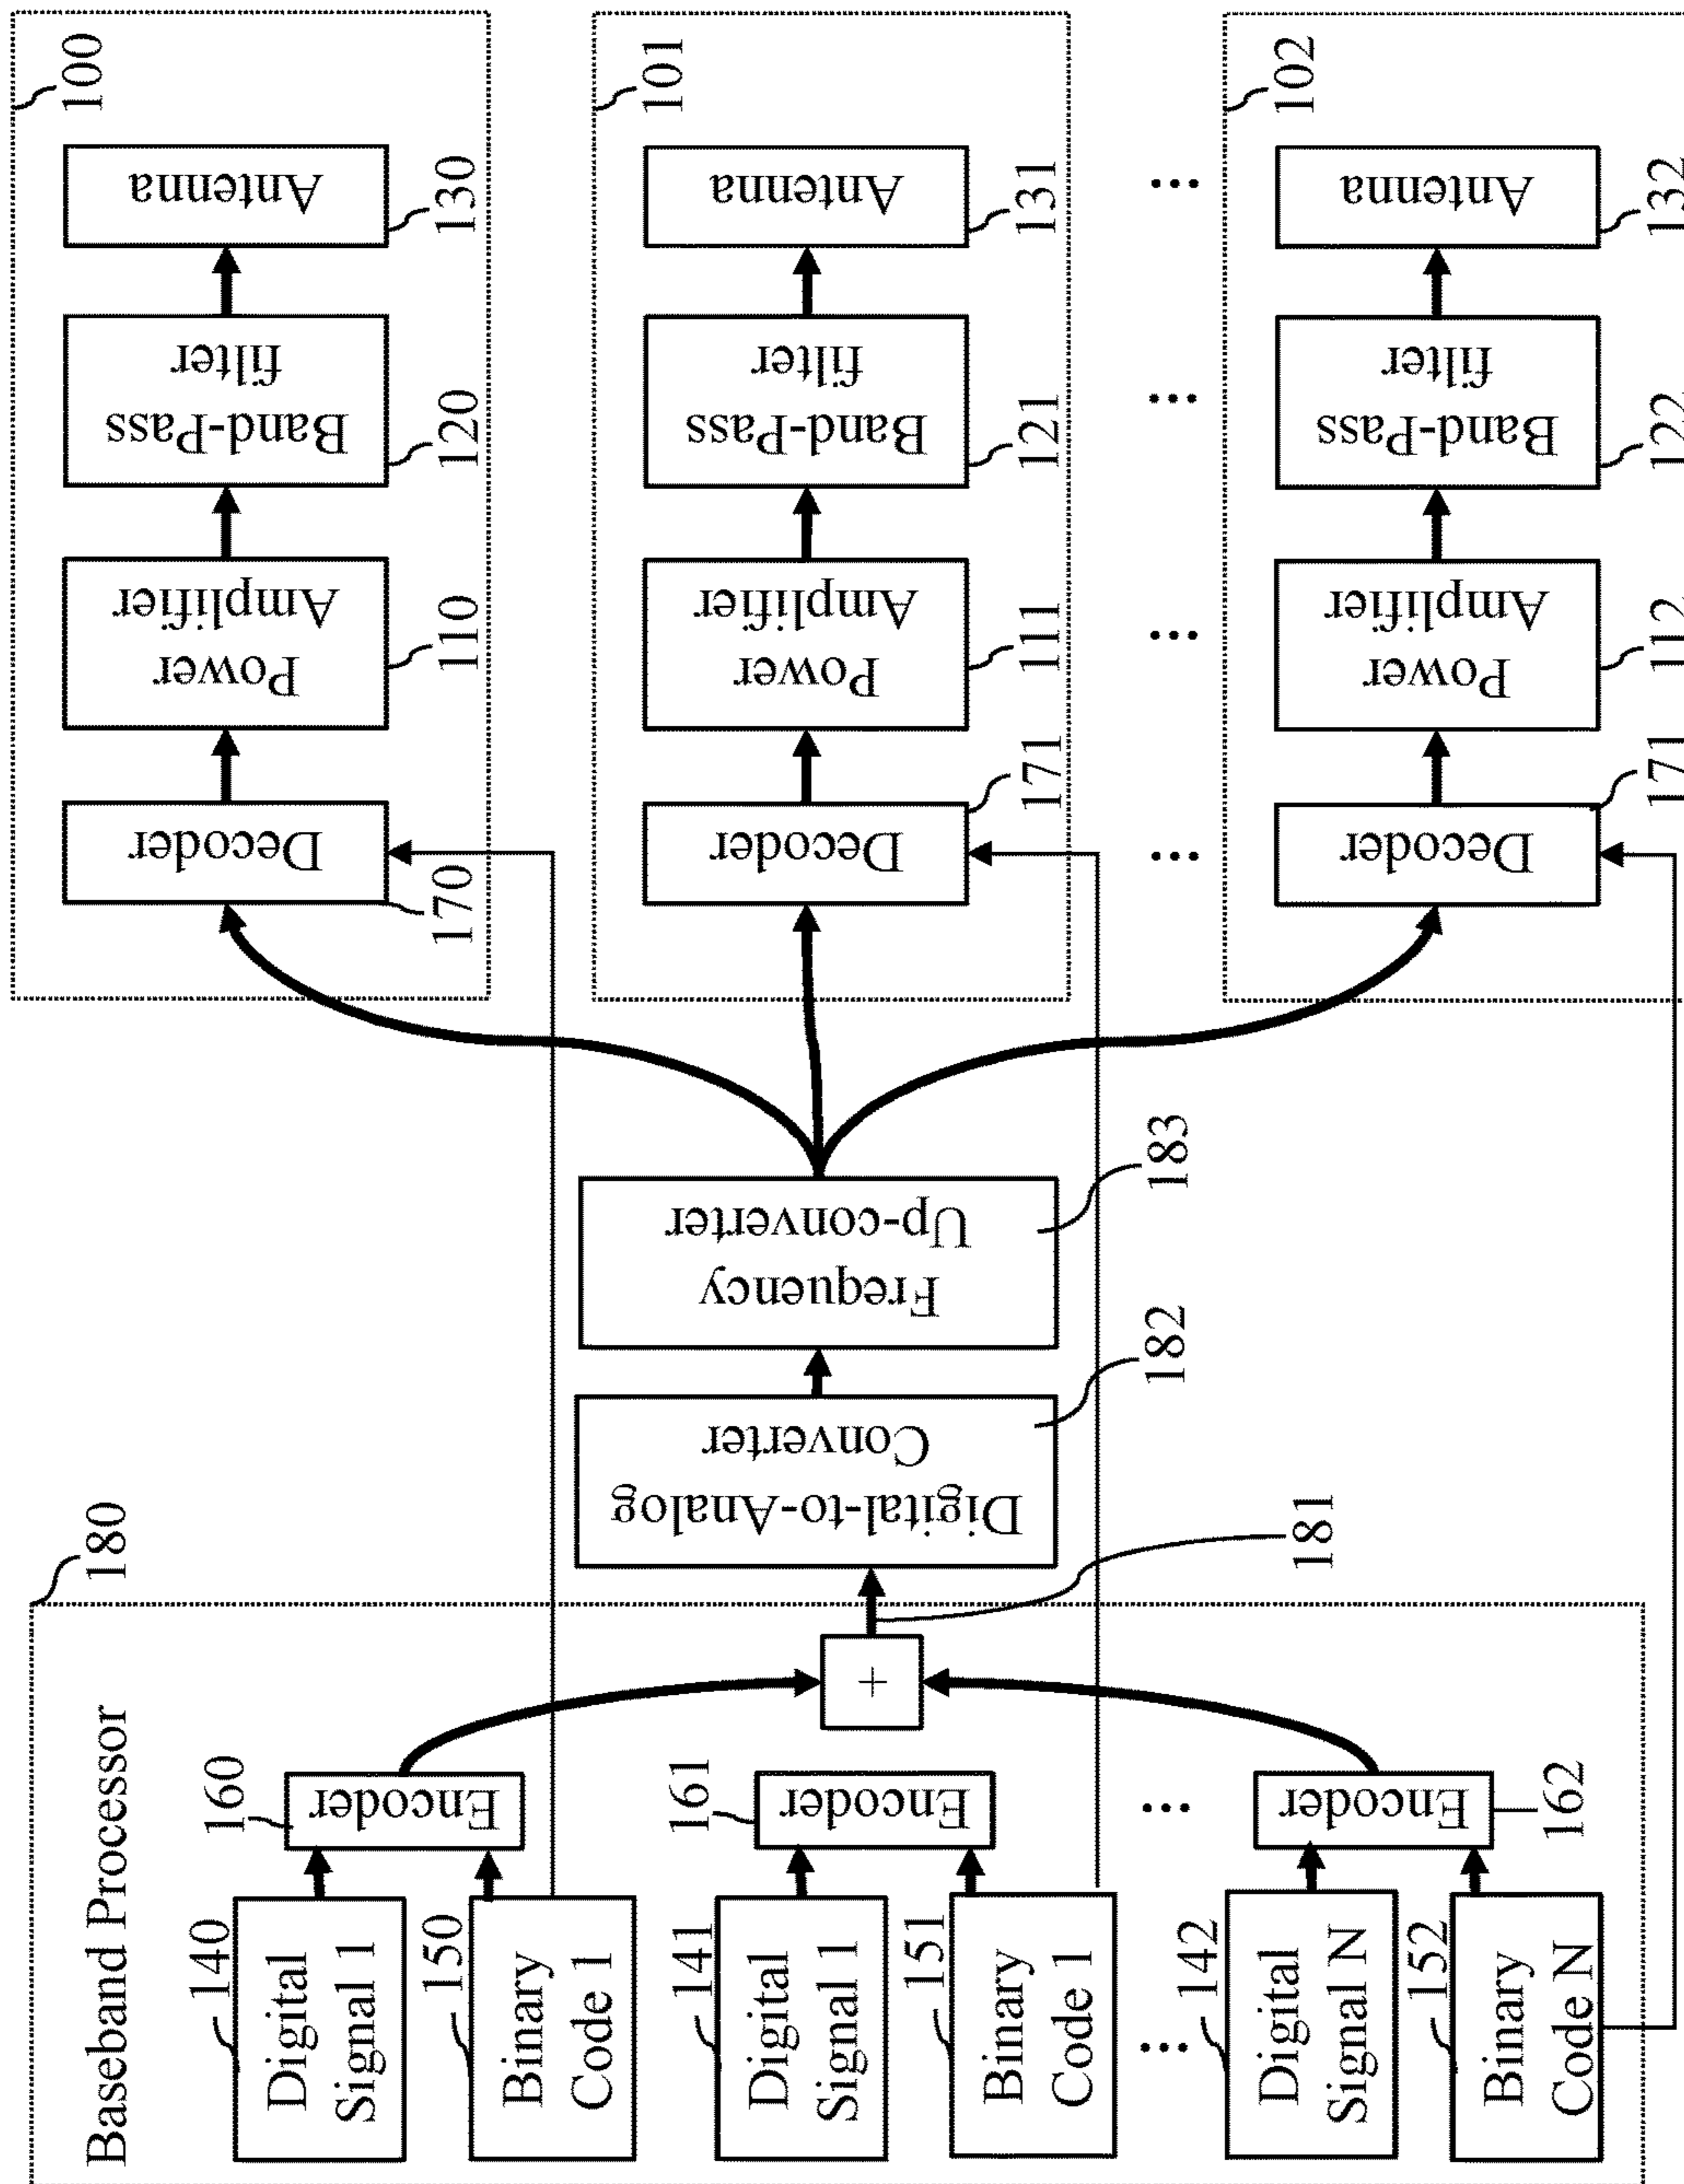 Baseband Processor
180
140
Digital
Signal 1
150
Binary
Code 1
160
Encoder
141
Digital
Signal 1
151
Binary
Code 1
161
Encoder
...
...
142
Digital
Signal N
152
Binary
Code N
162
Encoder
+
181
Digital-to-Analog
Converter
182
Frequency
Up-converter
183
100
170
Decoder
Power
Amplifier
110
Band-Pass
filter
120
Antenna
130
101
171
Decoder
Power
Amplifier
111
Band-Pass
filter
121
Antenna
131
...
...
...
...
102
171
Decoder
Power
Amplifier
112
Band-Pass
filter
122
Antenna
132